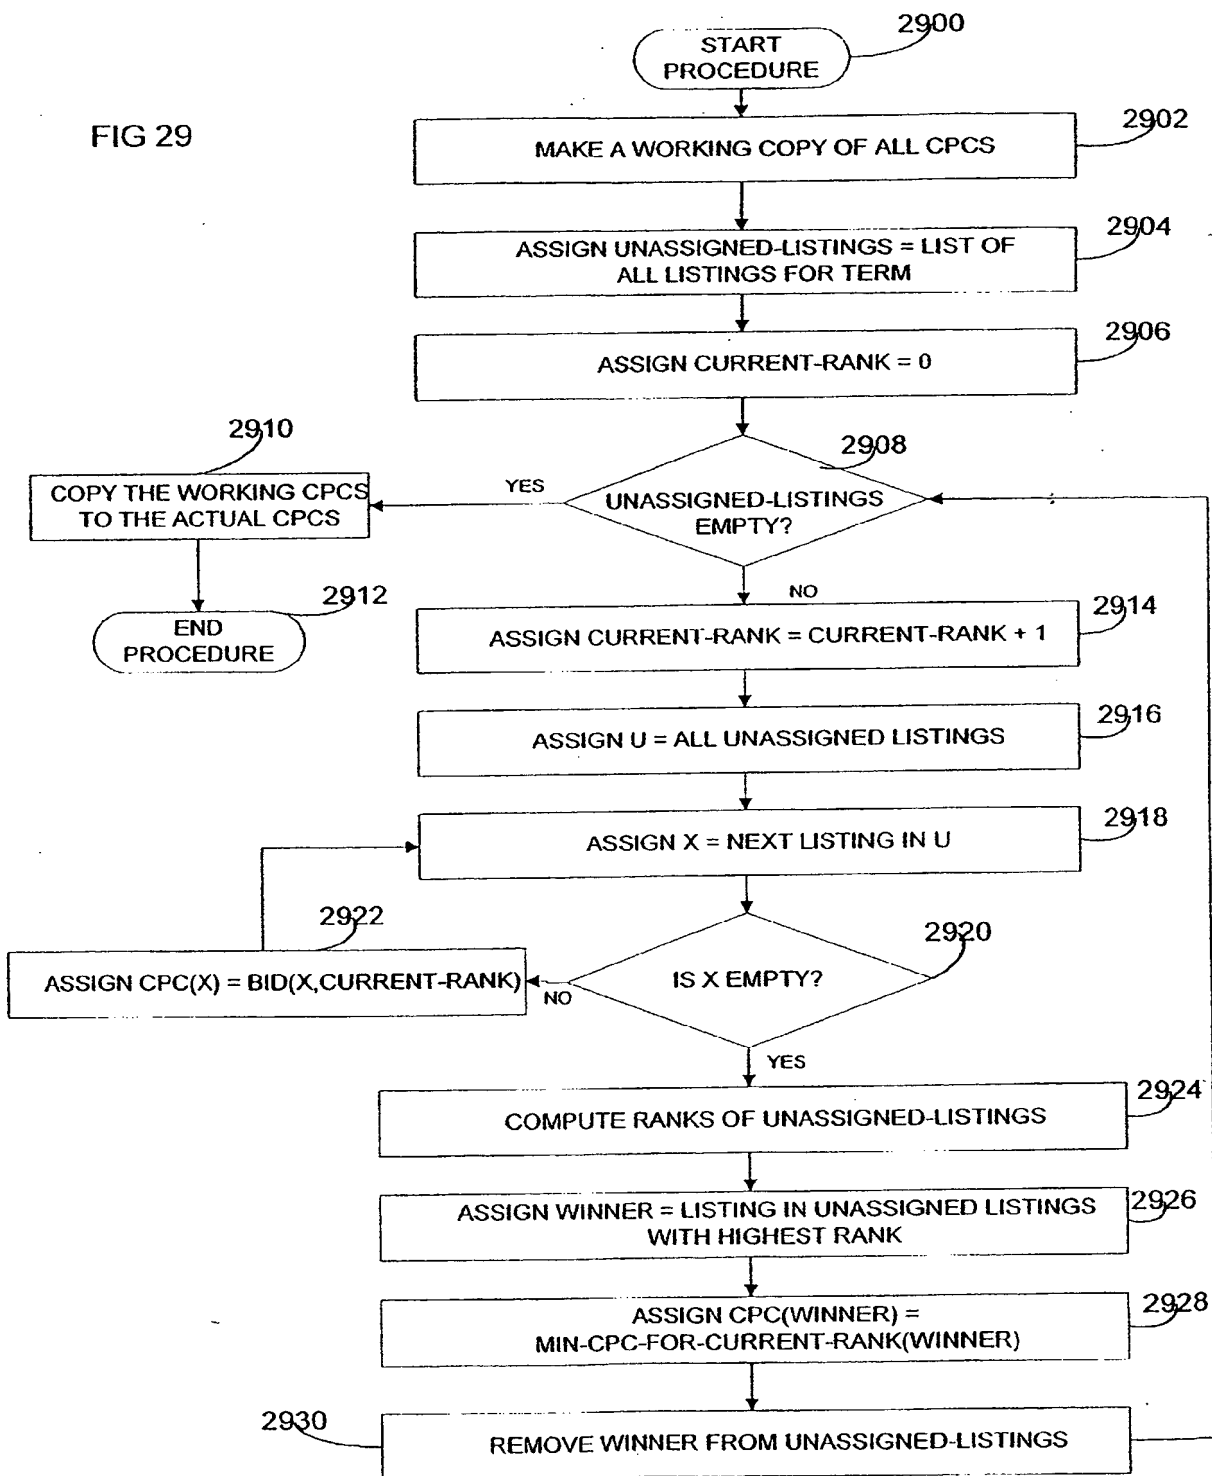 2900
START
PROCEDURE
FIG 29
2902
MAKE A WORKING COPY OF ALL CPCS
2904
ASSIGN UNASSIGNED-LISTINGS = LIST OF
ALL LISTINGS FOR TERM
2906
ASSIGN CURRENT-RANK = 0
2910
2908
COPY THE WORKING CPCS
TO THE ACTUAL CPCS
YES
UNASSIGNED-LISTINGS
EMPTY?
NO
2912
END
PROCEDURE
2914
ASSIGN CURRENT-RANK = CURRENT-RANK + 1
2916
ASSIGN U = ALL UNASSIGNED LISTINGS
2918
ASSIGN X = NEXT LISTING IN U
2922
2920
ASSIGN CPC(X) = BID(X,CURRENT-RANK)
NO
IS X EMPTY?
YES
2924
COMPUTE RANKS OF UNASSIGNED-LISTINGS
2926
ASSIGN WINNER = LISTING IN UNASSIGNED LISTINGS
WITH HIGHEST RANK
2928
ASSIGN CPC(WINNER) =
MIN-CPC-FOR-CURRENT-RANK(WINNER)
2930
REMOVE WINNER FROM UNASSIGNED-LISTINGS